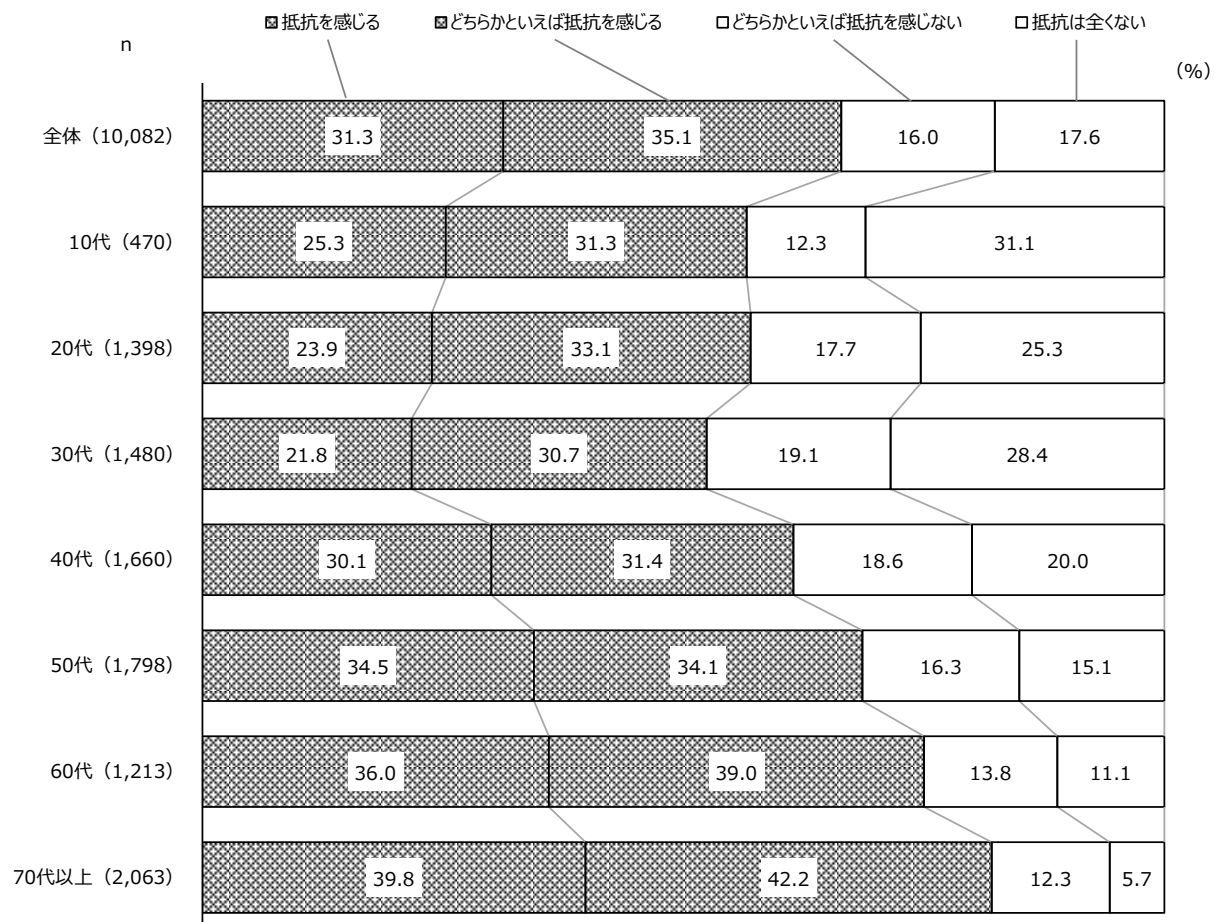 抵抗を感じる どちらかといえば抵抗を感じる どちらかといえば抵抗を感じない 抵抗は全くない
n
(%)
全体（10,082） 31.3 35.1 16.0 17.6
10代（470） 25.3 31.3 12.3 31.1
20代（1,398） 23.9 33.1 17.7 25.3
30代（1,480） 21.8 30.7 19.1 28.4
40代（1,660） 30.1 31.4 18.6 20.0
50代（1,798） 34.5 34.1 16.3 15.1
60代（1,213） 36.0 39.0 13.8 11.1
70代以上（2,063） 39.8 42.2 12.3 5.7